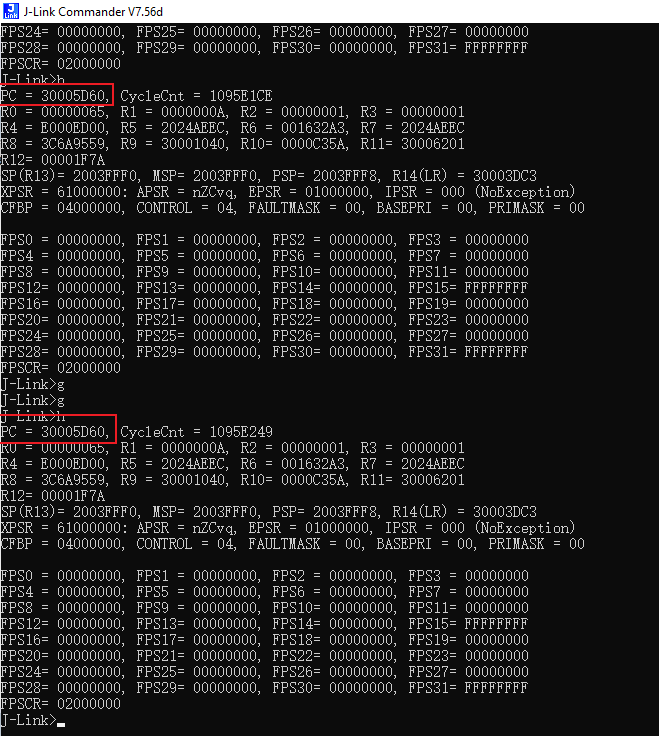 J-Link Commander V7.56d
FPS24= 00000000, FPS25= 00000000, FPS26= 00000000, FPS27= 00000000
FPS28= 00000000, FPS29= 00000000, FPS30= 00000000, FPS31= FFFFFFFF
FPSCR= 02000000
J-Link>h
PC = 30005D60, CycleCnt = 1095E1CE
R0 = 00000065, R1 = 0000000A, R2 = 00000001, R3 = 00000001
R4 = E000ED00, R5 = 2024AEEC, R6 = 001632A3, R7 = 2024AEEC
R8 = 3C6A9559, R9 = 30001040, R10= 0000C35A, R11= 30006201
R12= 00001F7A
SP(R13)= 2003FFF0, MSP= 2003FFF0, PSP= 2003FFF8, R14(LR) = 30003DC3
XPSR = 61000000: APSR = nZCvq, EPSR = 01000000, IPSR = 000 (NoException)
CFBP = 04000000, CONTROL = 04, FAULTMASK = 00, BASEPRI = 00, PRIMASK = 00
FPS0 = 00000000, FPS1 = 00000000, FPS2 = 00000000, FPS3 = 00000000
FPS4 = 00000000, FPS5 = 00000000, FPS6 = 00000000, FPS7 = 00000000
FPS8 = 00000000, FPS9 = 00000000, FPS10= 00000000, FPS11= 00000000
FPS12= 00000000, FPS13= 00000000, FPS14= 00000000, FPS15= FFFFFFFF
FPS16= 00000000, FPS17= 00000000, FPS18= 00000000, FPS19= 00000000
FPS20= 00000000, FPS21= 00000000, FPS22= 00000000, FPS23= 00000000
FPS24= 00000000, FPS25= 00000000, FPS26= 00000000, FPS27= 00000000
FPS28= 00000000, FPS29= 00000000, FPS30= 00000000, FPS31= FFFFFFFF
FPSCR= 02000000
J-Link>g
J-Link>g
J-Link>h
PC = 30005D60, CycleCnt = 1095E249
R0 = 00000065, R1 = 0000000A, R2 = 00000001, R3 = 00000001
R4 = E000ED00, R5 = 2024AEEC, R6 = 001632A3, R7 = 2024AEEC
R8 = 3C6A9559, R9 = 30001040, R10= 0000C35A, R11= 30006201
R12= 00001F7A
SP(R13)= 2003FFF0, MSP= 2003FFF0, PSP= 2003FFF8, R14(LR) = 30003DC3
XPSR = 61000000: APSR = nZCvq, EPSR = 01000000, IPSR = 000 (NoException)
CFBP = 04000000, CONTROL = 04, FAULTMASK = 00, BASEPRI = 00, PRIMASK = 00
FPS0 = 00000000, FPS1 = 00000000, FPS2 = 00000000, FPS3 = 00000000
FPS4 = 00000000, FPS5 = 00000000, FPS6 = 00000000, FPS7 = 00000000
FPS8 = 00000000, FPS9 = 00000000, FPS10= 00000000, FPS11= 00000000
FPS12= 00000000, FPS13= 00000000, FPS14= 00000000, FPS15= FFFFFFFF
FPS16= 00000000, FPS17= 00000000, FPS18= 00000000, FPS19= 00000000
FPS20= 00000000, FPS21= 00000000, FPS22= 00000000, FPS23= 00000000
FPS24= 00000000, FPS25= 00000000, FPS26= 00000000, FPS27= 00000000
FPS28= 00000000, FPS29= 00000000, FPS30= 00000000, FPS31= FFFFFFFF
FPSCR= 02000000
J-Link>